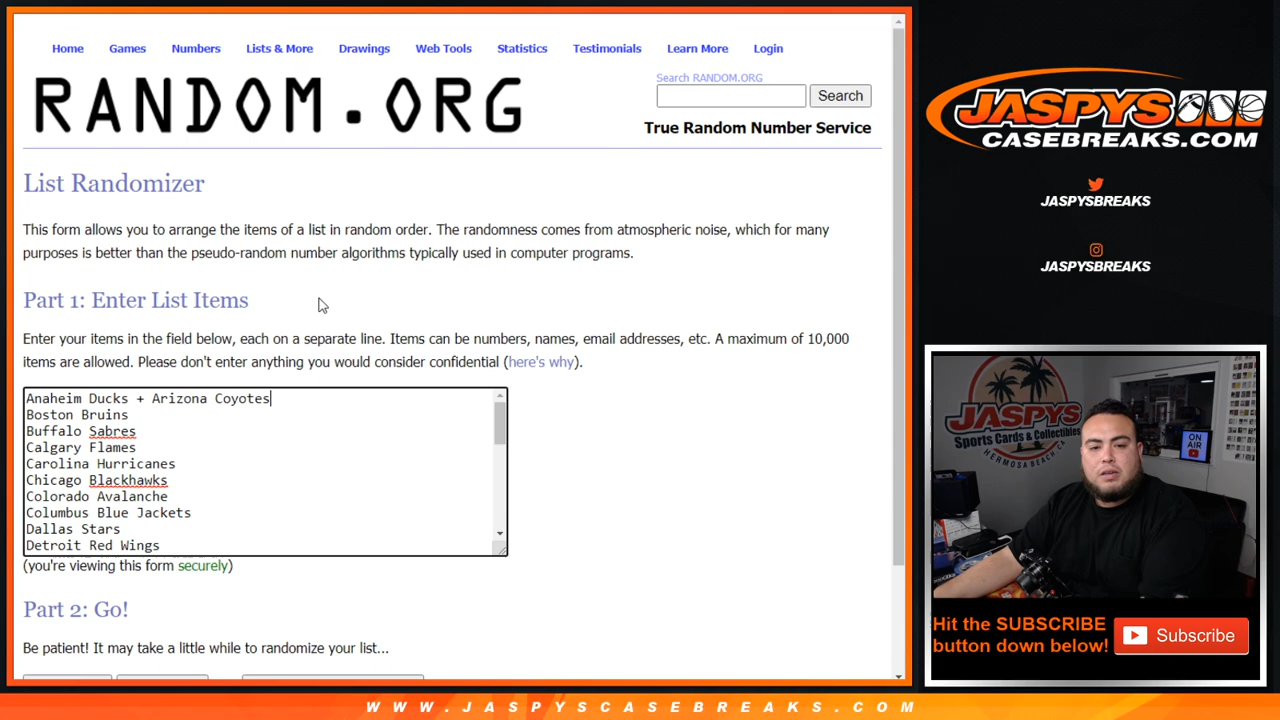 Home Games Numbers Lists & More Drawings Web Tools Statistics Testimonials Learn More Login
RANDOM.ORG
Search RANDOM.ORG
Search
True Random Number Service
List Randomizer
This form allows you to arrange the items of a list in random order. The randomness comes from atmospheric noise, which for many
purposes is better than the pseudo-random number algorithms typically used in computer programs.
Part 1: Enter List Items
Enter your items in the field below, each on a separate line. Items can be numbers, names, email addresses, etc. A maximum of 10,000
items are allowed. Please don't enter anything you would consider confidential (here's why).
Anaheim Ducks + Arizona Coyotes
Boston Bruins
Buffalo Sabres
Calgary Flames
Carolina Hurricanes
Chicago Blackhawks
Colorado Avalanche
Columbus Blue Jackets
Dallas Stars
Detroit Red Wings
(you're viewing this form securely)
Part 2: Go!
Be patient! It may take a little while to randomize your list...
JASPYS
CASEBREAKS.COM
JASPYSBREAKS
JASPYSBREAKS
JASPYS
Sports Cards & Collectibles
HERMOSA BEACH, CA
ON AIR
Hit the SUBSCRIBE
button down below!
Subscribe
WWW.JASPYSCASEBREAKS.COM